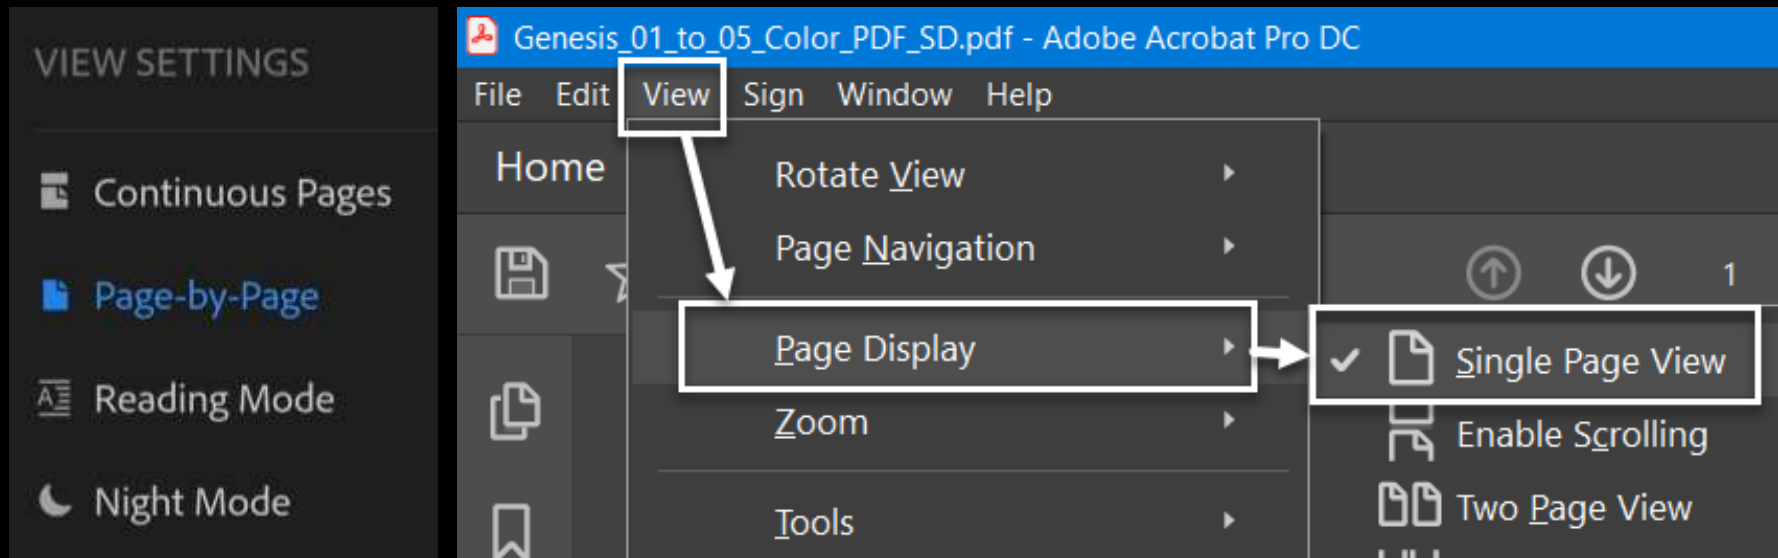 VIEW SETTINGS
Continuous Pages
Page-by-Page
Reading Mode
Night Mode
Genesis_01_to_05_Color_PDF_SD.pdf - Adobe Acrobat Pro DC
File Edit View Sign Window Help
Home
Rotate View
Page Navigation
1
Page Display
Single Page View
Zoom
Enable Scrolling
Two Page View
Tools